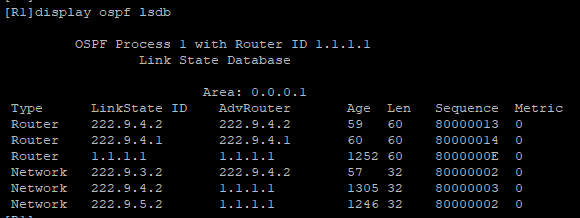 [R1]display ospf lsdb
OSPF Process 1 with Router ID 1.1.1.1
Link State Database
Area: 0.0.0.1
Type LinkState ID AdvRouter Age Len Sequence Metric
Router 222.9.4.2 222.9.4.2 59 60 80000013 0
Router 222.9.4.1 222.9.4.1 60 60 80000014 0
Router 1.1.1.1 1.1.1.1 1252 60 8000000E 0
Network 222.9.3.2 222.9.4.2 57 32 80000002 0
Network 222.9.4.2 1.1.1.1 1305 32 80000003 0
Network 222.9.5.2 1.1.1.1 1246 32 80000002 0